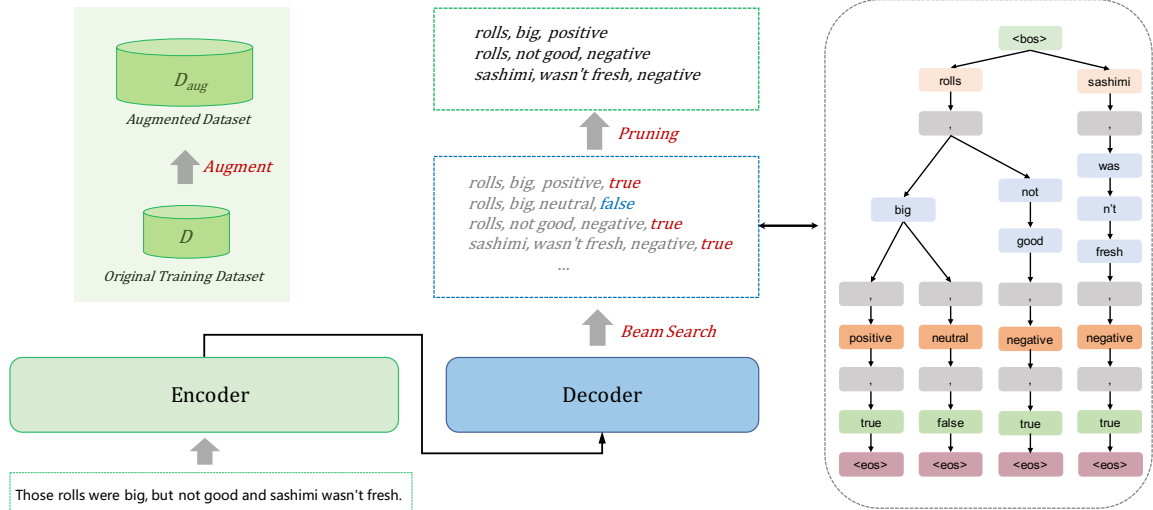 D_aug
Augmented Dataset
Augment
D
Original Training Dataset
rolls, big, positive
rolls, not good, negative
sashimi, wasn't fresh, negative
Pruning
rolls, big, positive, true
rolls, big, neutral, false
rolls, not good, negative, true
sashimi, wasn't fresh, negative, true
...
Beam Search
Encoder
Decoder
Those rolls were big, but not good and sashimi wasn't fresh.
<bos>
rolls sashimi
, ,
was
not
big n't
good
fresh
, , , ,
positive neutral negative negative
, , , ,
true false true true
<eos> <eos> <eos> <eos>